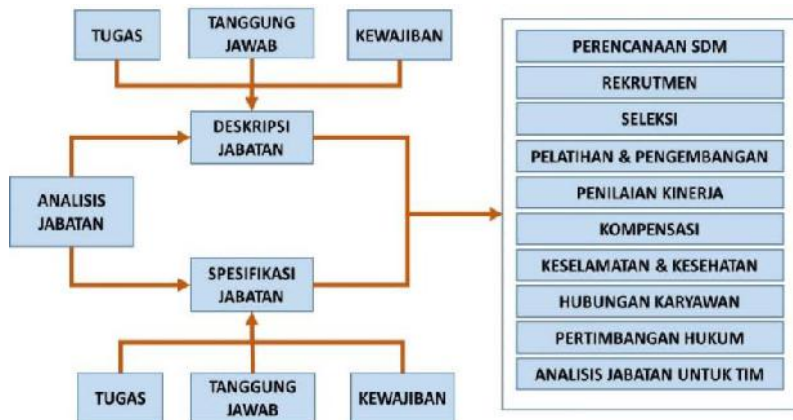 TUGAS
TANGGUNG
JAWAB
KEWAJIBAN
DESKRIPSI
JABATAN
ANALISIS
JABATAN
SPESIFIKASI
JABATAN
TUGAS
TANGGUNG
JAWAB
KEWAJIBAN
PERENCANAAN SDM
REKRUTMEN
SELEKSI
PELATIHAN & PENGEMBANGAN
PENILAIAN KINERJA
KOMPENSASI
KESELAMATAN & KESEHATAN
HUBUNGAN KARYAWAN
PERTIMBANGAN HUKUM
ANALISIS JABATAN UNTUK TIM